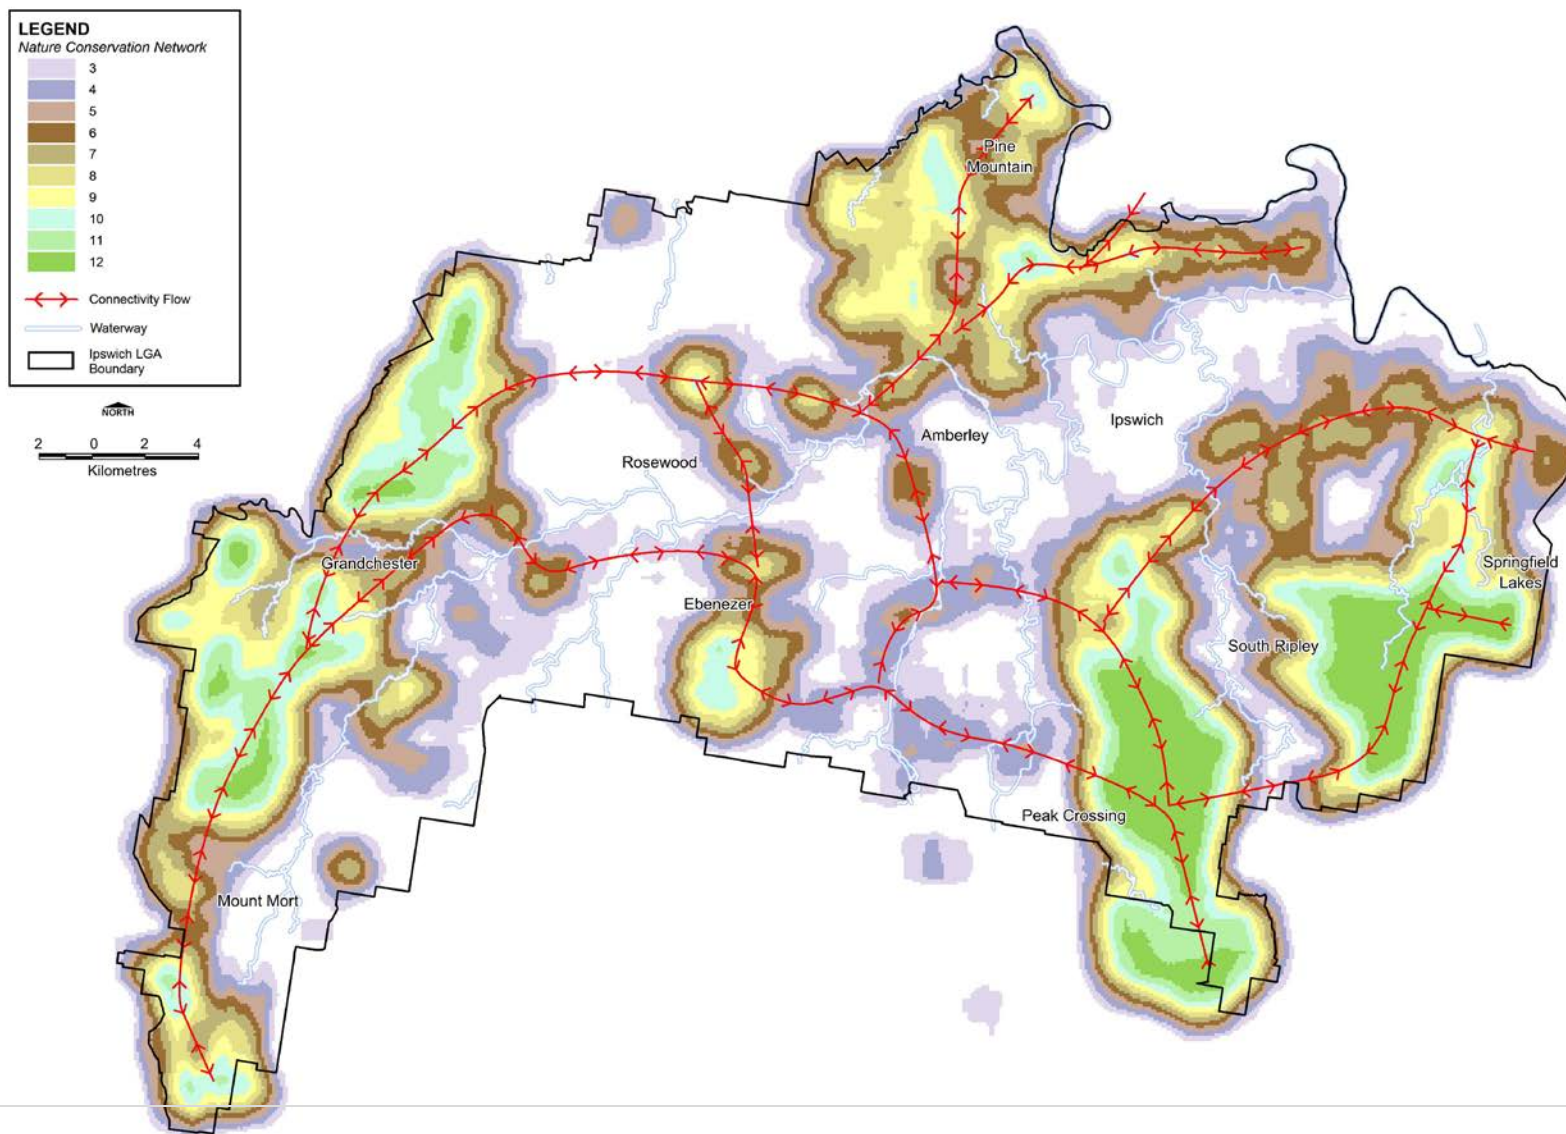 LEGEND
Nature Conservation Network
3
4
5
6
7
8
9
10
11
12
Connectivity Flow
Waterway
Ipswich LGA
Boundary
NORTH
2 0 2 4
Kilometres
Pine
Mountain
Ipswich
Amberley
Rosewood
Grandchester
Springfield
Lakes
Ebenezer
South Ripley
Peak Crossing
Mount Mort